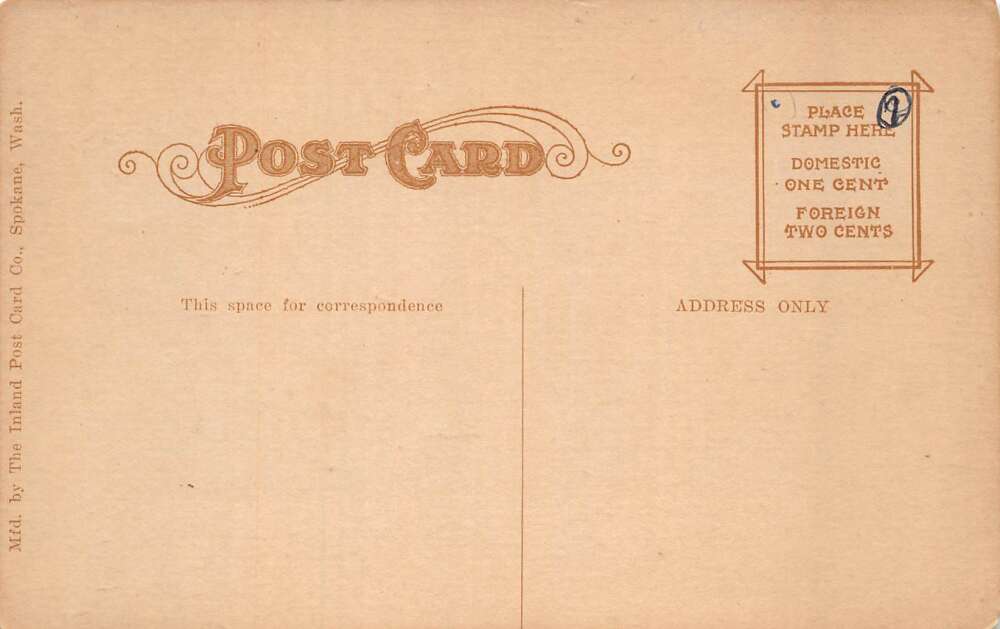 POST CARD
PLACE
STAMP HERE
DOMESTIC
ONE CENT
FOREIGN
TWO CENTS
This space for correspondence
ADDRESS ONLY
Mfd. by The Inland Post Card Co., Spokane, Wash.